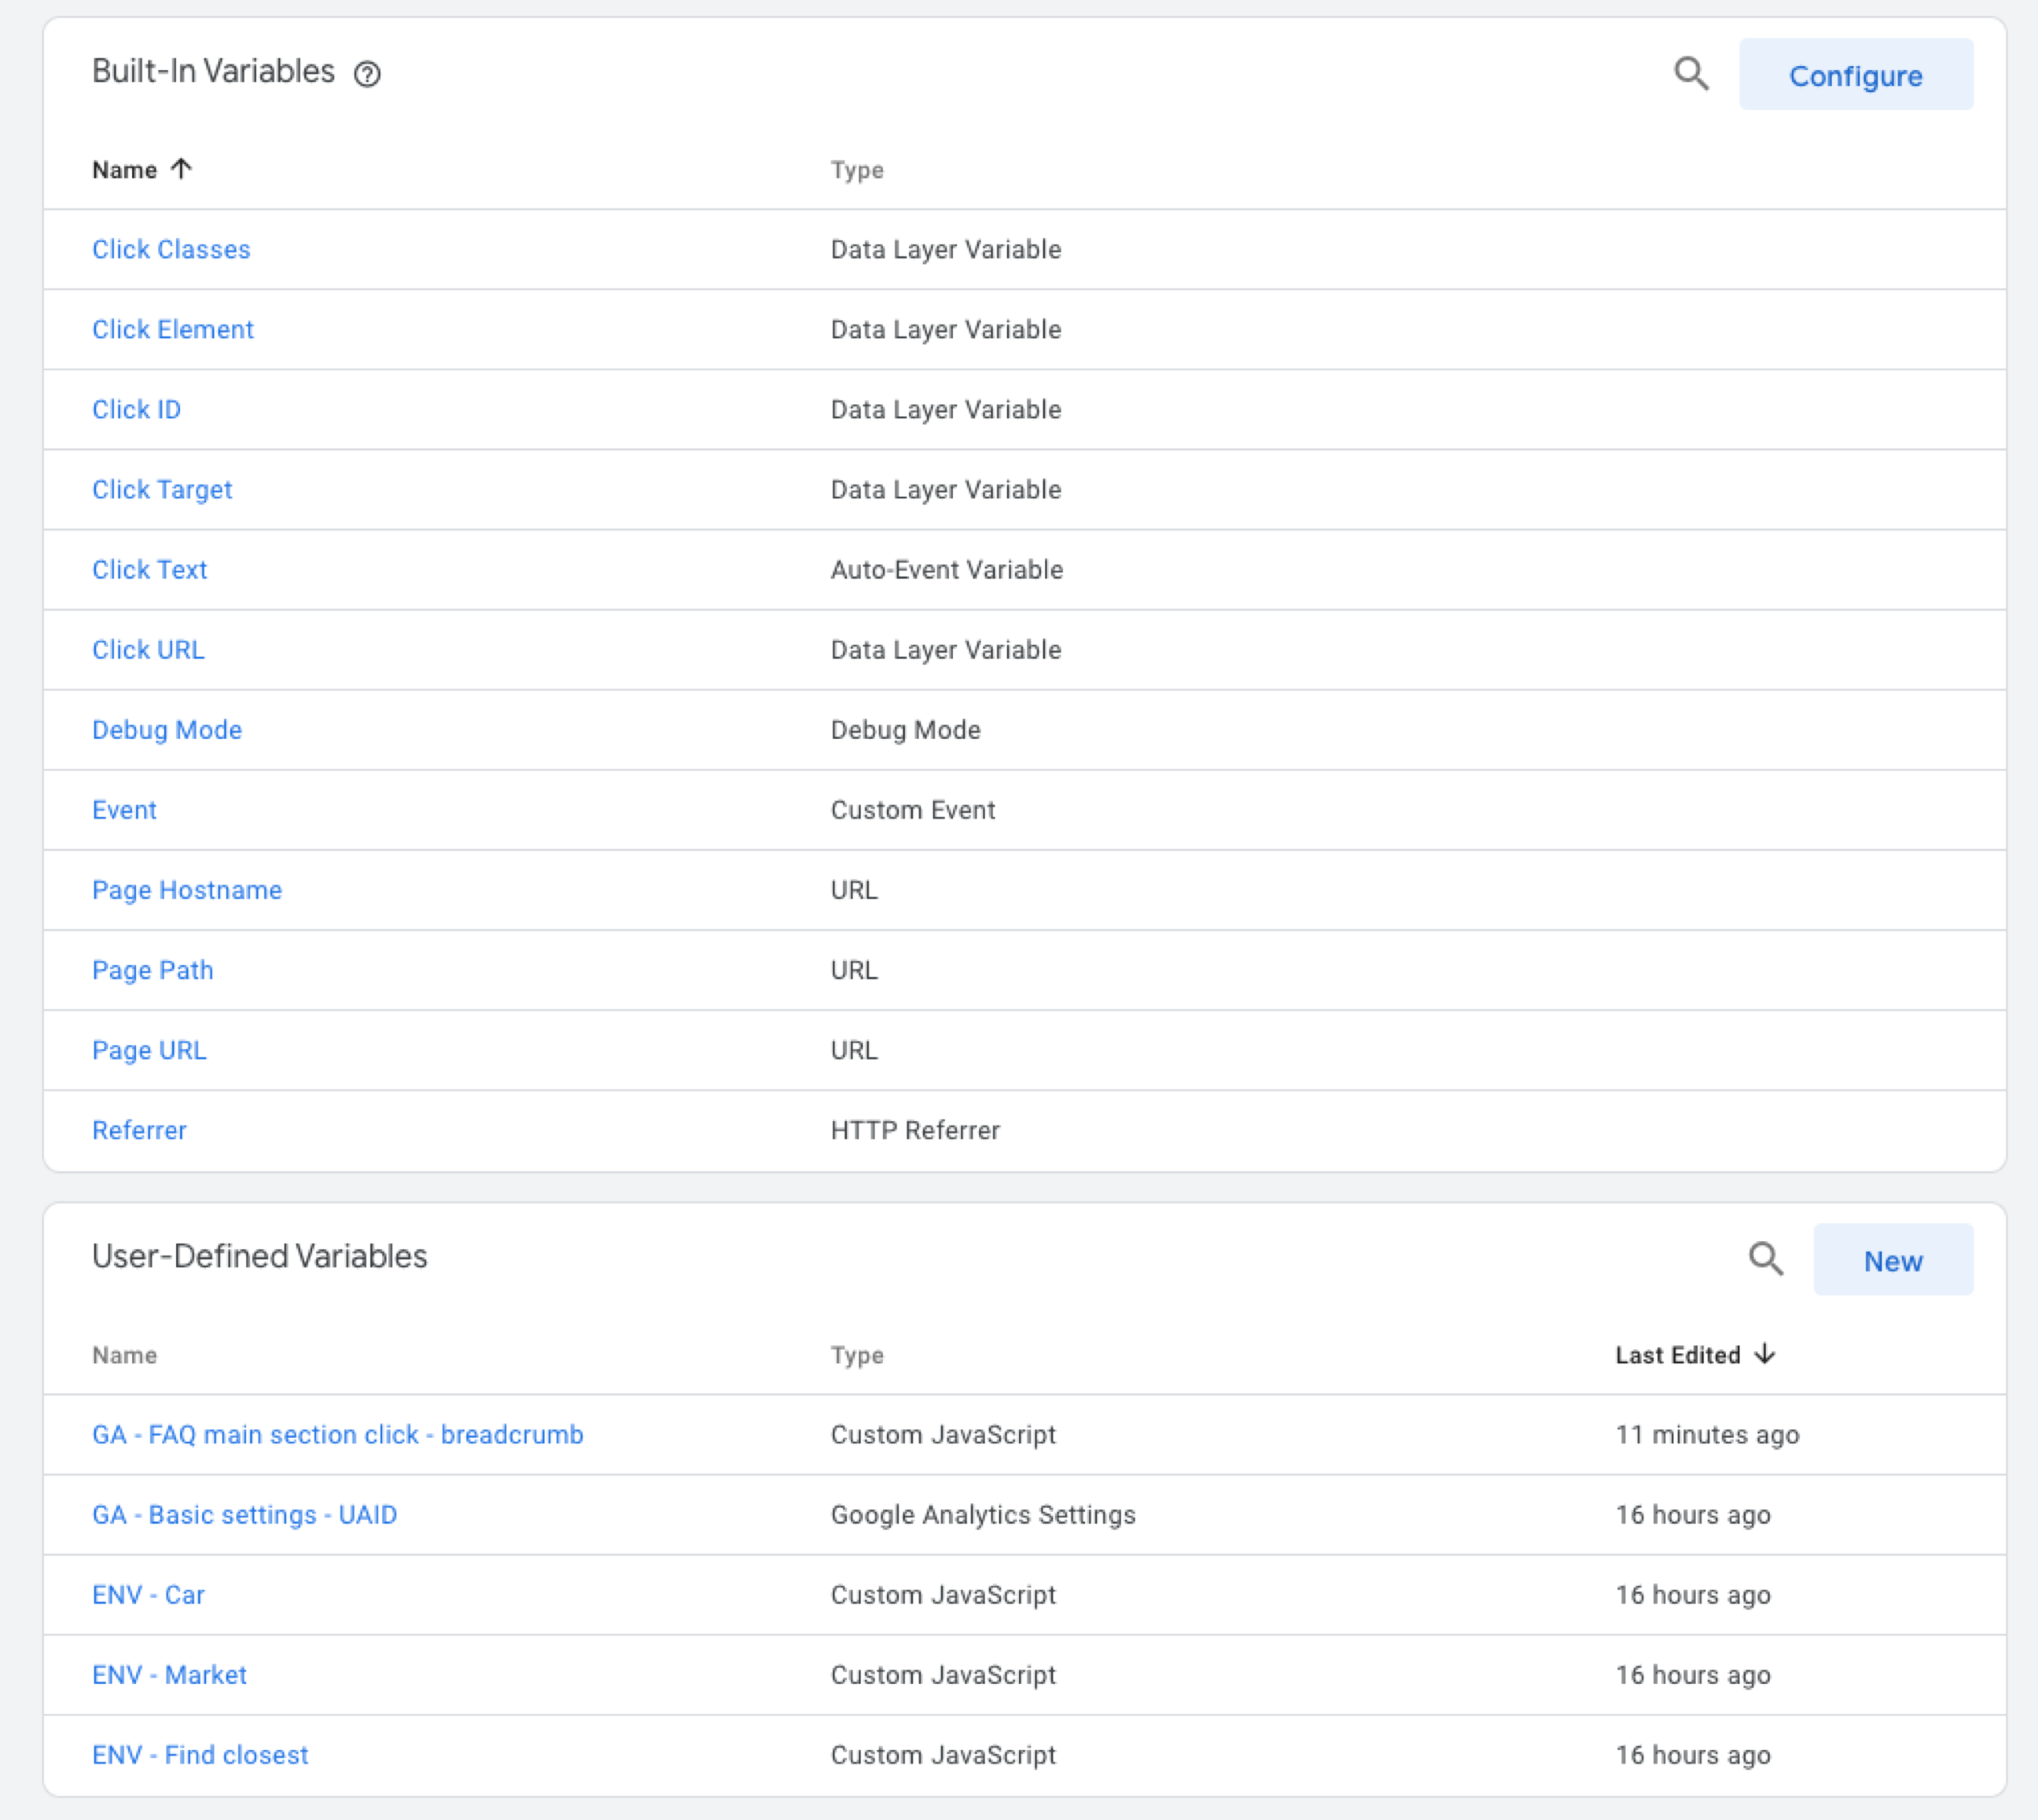 Built-In Variables
Configure
Name Type
Click Classes Data Layer Variable
Click Element Data Layer Variable
Click ID Data Layer Variable
Click Target Data Layer Variable
Click Text Auto-Event Variable
Click URL Data Layer Variable
Debug Mode Debug Mode
Event Custom Event
Page Hostname URL
Page Path URL
Page URL URL
Referrer HTTP Referrer
User-Defined Variables
New
Name Type Last Edited
GA - FAQ main section click - breadcrumb Custom JavaScript 11 minutes ago
GA - Basic settings - UAID Google Analytics Settings 16 hours ago
ENV - Car Custom JavaScript 16 hours ago
ENV - Market Custom JavaScript 16 hours ago
ENV - Find closest Custom JavaScript 16 hours ago